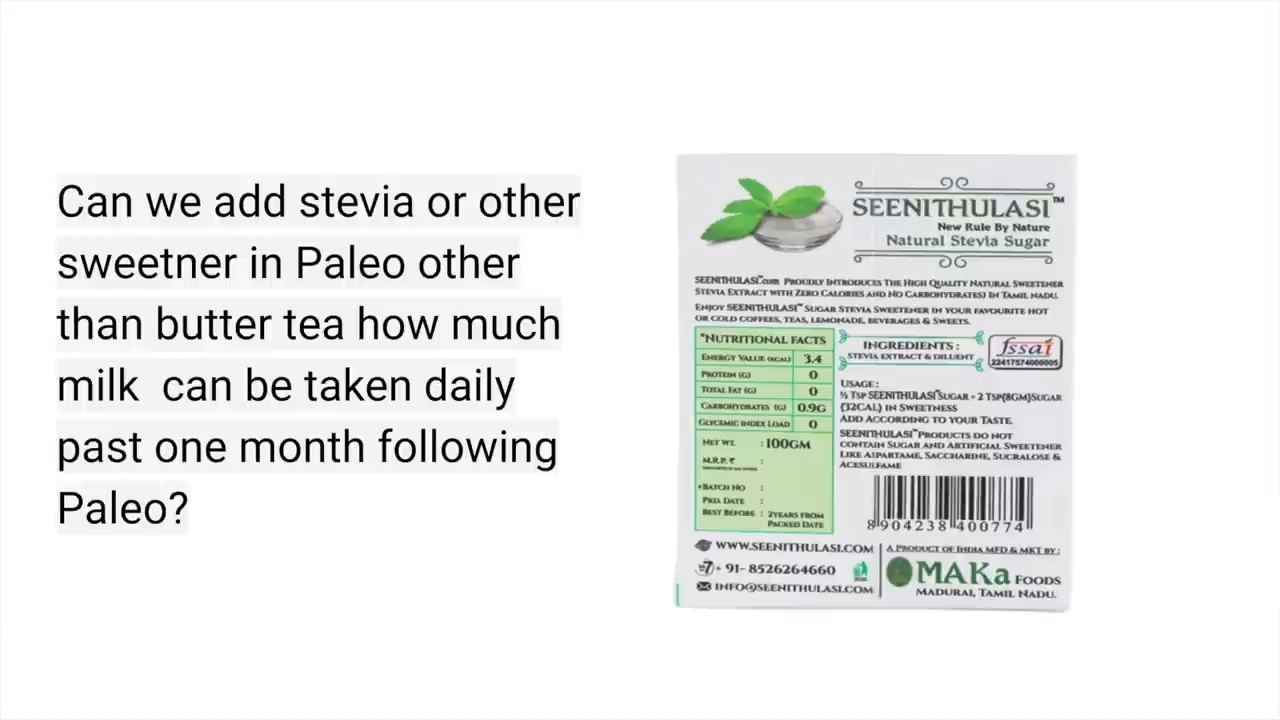 Can we add stevia or other
sweetner in Paleo other
than butter tea how much
milk can be taken daily
past one month following
Paleo?
SEENITHULASI™
New Rule By Nature
Natural Stevia Sugar
SEENITHULASI™.com PROUDLY INTRODUCES THE HIGH QUALITY NATURAL SWEETENER
STEVIA EXTRACT WITH ZERO CALORIES AND NO CARBOHYDRATES) IN TAMIL NADU.
ENJOY SEENITHULASI™ SUGAR STEVIA SWEETENER IN YOUR FAVOURITE HOT
OR COLD COFFEES, TEAS, LEMONADE, BEVERAGES & SWEETS.
*NUTRITIONAL FACTS
ENERGY VALUE (KCAL) 3.4
PROTEIN (G) 0
TOTAL FAT (G) 0
CARBOHYDRATES (G) 0.9G
GLYCEMIC INDEX LOAD 0
NET WT. : 100GM
M.R.P. ₹ :
BATCH NO :
PKD. DATE :
BEST BEFORE : 2YEARS FROM
PACKED DATE
INGREDIENTS :
STEVIA EXTRACT & DILUENT
fssai
22417574000005
USAGE :
½ TSP SEENITHULASI™SUGAR = 2 TSP(8GM)SUGAR
(32CAL) IN SWEETNESS
ADD ACCORDING TO YOUR TASTE.
SEENITHULASI™PRODUCTS DO NOT
CONTAIN SUGAR AND ARTIFICIAL SWEETENER
LIKE ASPARTAME, SACCHARINE, SUCRALOSE &
ACESULFAME
8 904238 400774
WWW.SEENITHULASI.COM
+ 91- 8526264660
INFO@SEENITHULASI.COM
A PRODUCT OF INDIA MFD & MKT BY :
MAKa FOODS
MADURAI, TAMIL NADU.